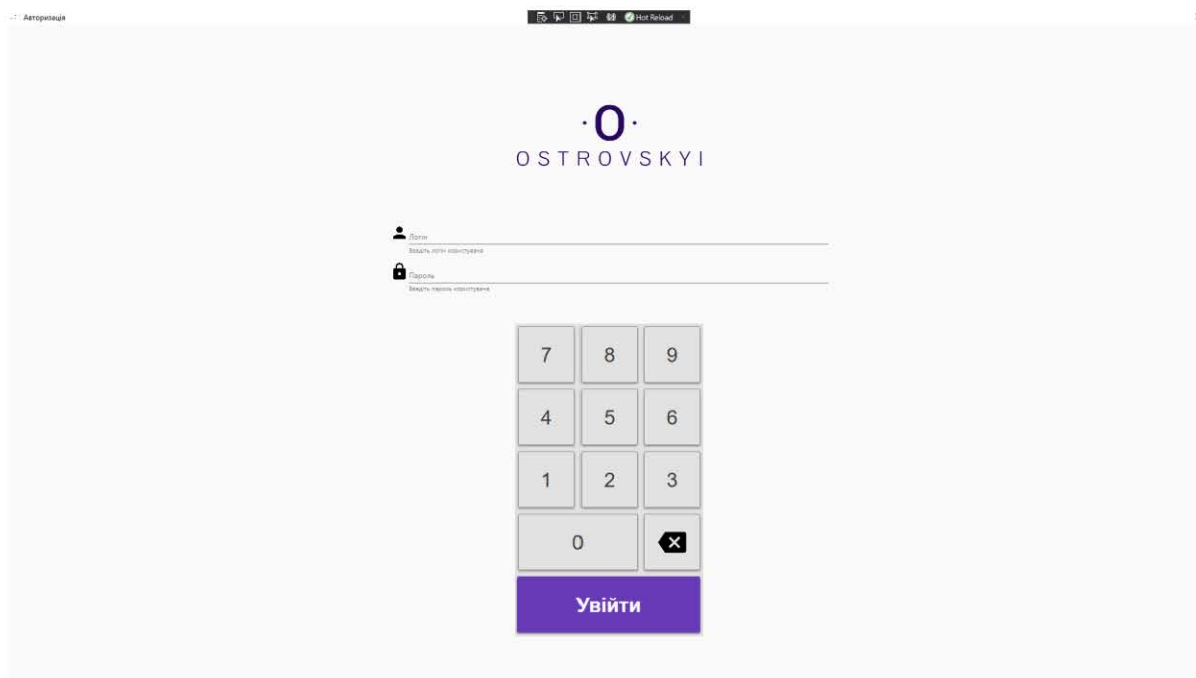 Авторизація
Hot Reload
·O·
OSTROVSKYI
Логін
Введіть логін користувача
Пароль
Введіть пароль користувача
7 8 9
4 5 6
1 2 3
0
Увійти